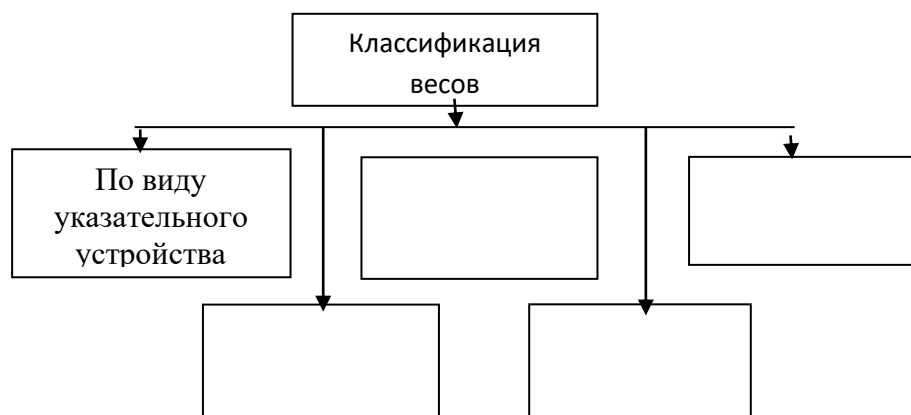 Классификация
весов
По виду
указательного
устройства